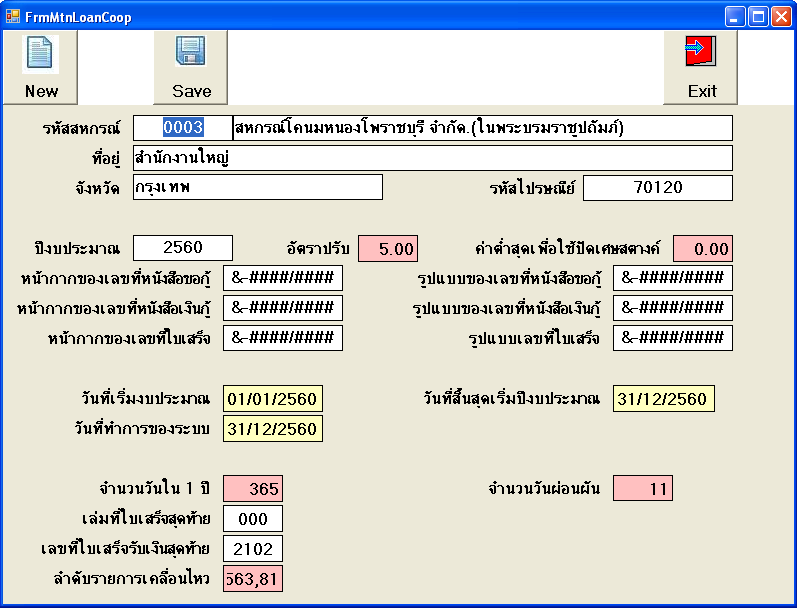 FrmMtnLoanCoop
New Save Exit
รหัสสหกรณ์ 0003 สหกรณ์โคนมหนองโพราชบุรี จำกัด.(ในพระบรมราชูปถัมภ์)
ที่อยู่ สำนักงานใหญ่
จังหวัด กรุงเทพ รหัสไปรษณีย์ 70120
ปีงบประมาณ 2560 อัตราปรับ 5.00 ค่าต่ำสุดเพื่อใช้ปัดเศษสตางค์ 0.00
หน้ากากของเลขที่หนังสือขอกู้ &-####/#### รูปแบบของเลขที่หนังสือขอกู้ &-####/####
หน้ากากของเลขที่หนังสือเงินกู้ &-####/#### รูปแบบของเลขที่หนังสือเงินกู้ &-####/####
หน้ากากของเลขที่ใบเสร็จ &-####/#### รูปแบบเลขที่ใบเสร็จ &-####/####
วันที่เริ่มงบประมาณ 01/01/2560 วันที่สิ้นสุดเริ่มปีงบประมาณ 31/12/2560
วันที่ทำการของระบบ 31/12/2560
จำนวนวันใน 1 ปี 365 จำนวนวันผ่อนผัน 11
เล่มที่ใบเสร็จสุดท้าย 000
เลขที่ใบเสร็จรับเงินสุดท้าย 2102
ลำดับรายการเคลื่อนไหว 563,81